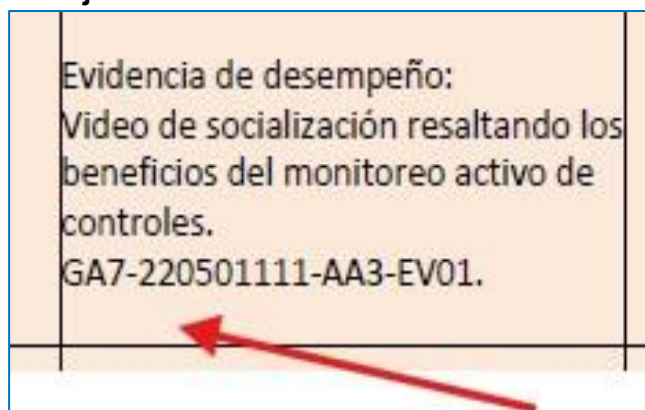 Evidencia de desempeño:
Video de socialización resaltando los
beneficios del monitoreo activo de
controles.
GA7-220501111-AA3-EV01.